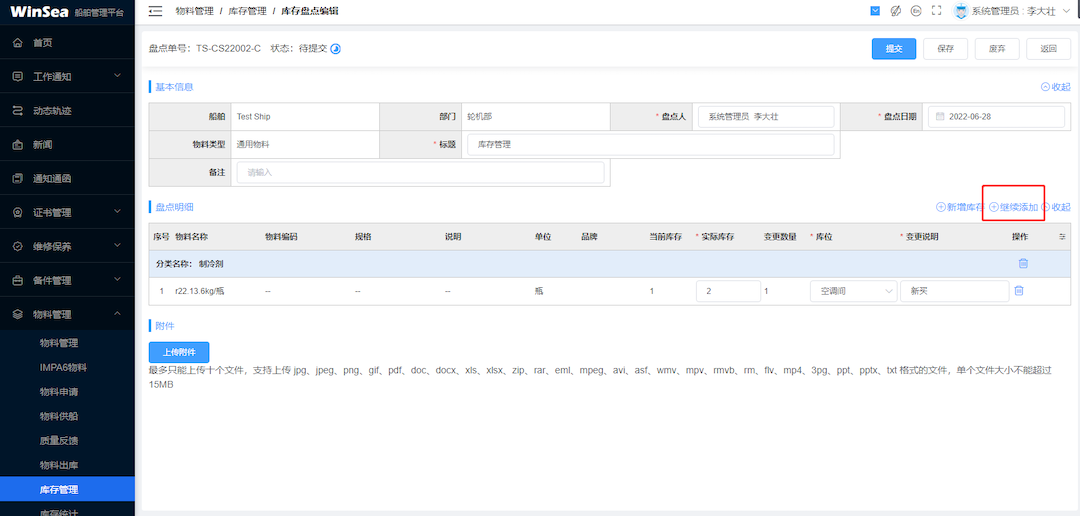 WinSea 船舶管理平台
物料管理 / 库存管理 / 库存盘点编辑
En
系统管理员：李大壮
首页
工作通知
动态轨迹
新闻
通知通函
证书管理
维修保养
备件管理
物料管理
物料管理
IMPA6物料
物料申请
物料供船
质量反馈
物料出库
库存管理
库存统计
盘点单号：TS-CS22002-C 状态：待提交
提交 保存 废弃 返回
基本信息 收起
船舶 Test Ship 部门 轮机部 * 盘点人 系统管理员 李大壮 * 盘点日期 2022-06-28
物料类型 通用物料 * 标题 库存管理
备注 请输入
盘点明细 新增库存 继续添加 收起
序号 物料名称 物料编码 规格 说明 单位 品牌 当前库存 * 实际库存 变更数量 * 库位 * 变更说明 操作
分类名称： 制冷剂
1 r22.13.6kg/瓶 -- -- -- 瓶 1 2 1 空调间 新买
附件
上传附件
最多只能上传十个文件，支持上传 jpg、jpeg、png、gif、pdf、doc、docx、xls、xlsx、zip、rar、eml、mpeg、avi、asf、wmv、mpv、rmvb、rm、flv、mp4、3pg、ppt、pptx、txt 格式的文件，单个文件大小不能超过
15MB